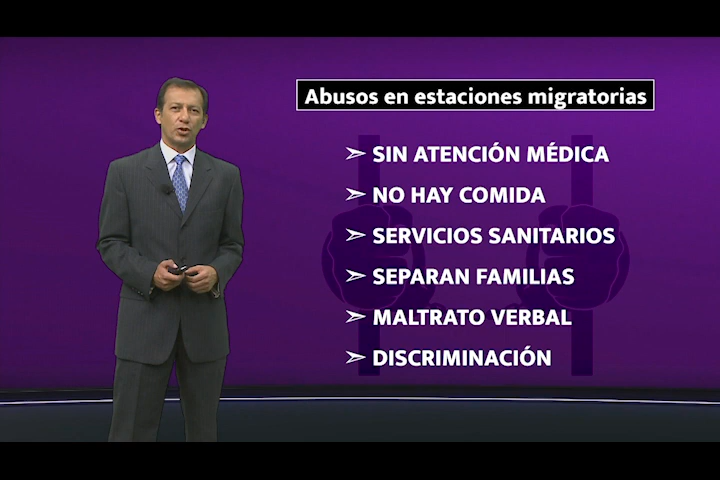 Abusos en estaciones migratorias
➣ SIN ATENCIÓN MÉDICA
➣ NO HAY COMIDA
➣ SERVICIOS SANITARIOS
➣ SEPARAN FAMILIAS
➣ MALTRATO VERBAL
➣ DISCRIMINACIÓN